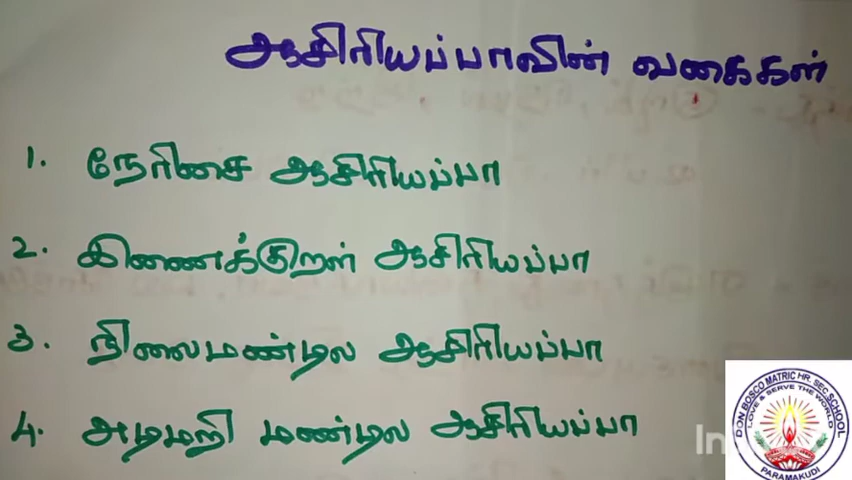 ஆசிரியப்பாவின் வகைகள்
1. நேரிசை ஆசிரியப்பா
2. இணைக்குறள் ஆசிரியப்பா
3. நிலைமண்டில ஆசிரியப்பா
4. அடிமறி மண்டில ஆசிரியப்பா
DON BOSCO MATRIC HR. SEC SCHOOL
LOVE & SERVE THE WORLD
PARAMAKUDI